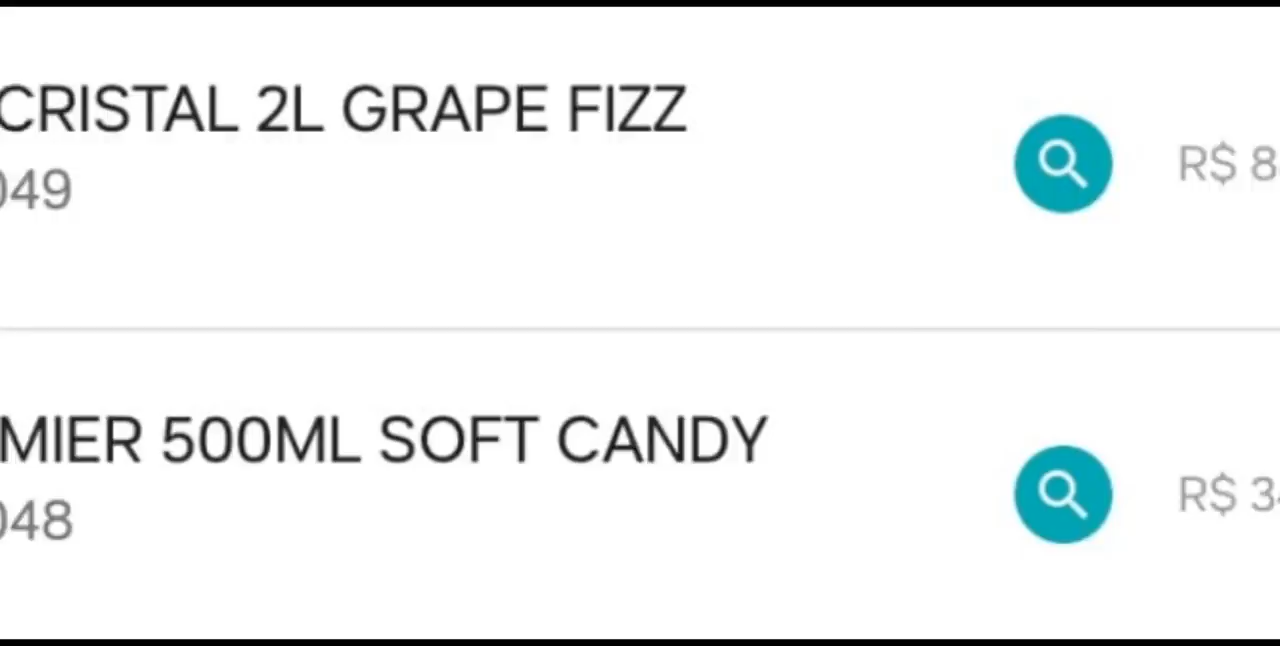 CRISTAL 2L GRAPE FIZZ
049
R$ 8
MIER 500ML SOFT CANDY
048
R$ 3